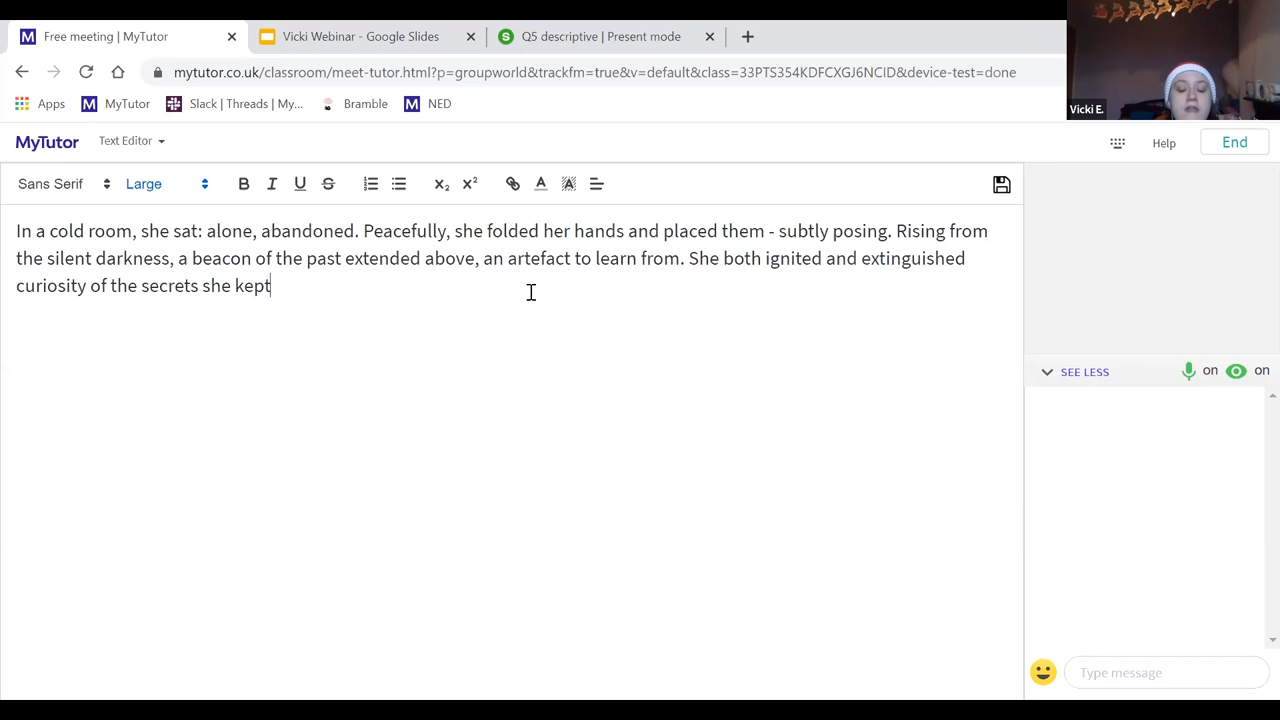 Free meeting | MyTutor
Vicki Webinar - Google Slides
Q5 descriptive | Present mode
mytutor.co.uk/classroom/meet-tutor.html?p=groupworld&trackfm=true&v=default&class=33PTS354KDFCXGJ6NCID&device-test=done
Vicki E.
Apps
MyTutor
Slack | Threads | My...
Bramble
NED
MyTutor
Text Editor
Help
End
Sans Serif
Large
In a cold room, she sat: alone, abandoned. Peacefully, she folded her hands and placed them - subtly posing. Rising from
the silent darkness, a beacon of the past extended above, an artefact to learn from. She both ignited and extinguished
curiosity of the secrets she kept
SEE LESS
on
on
Type message